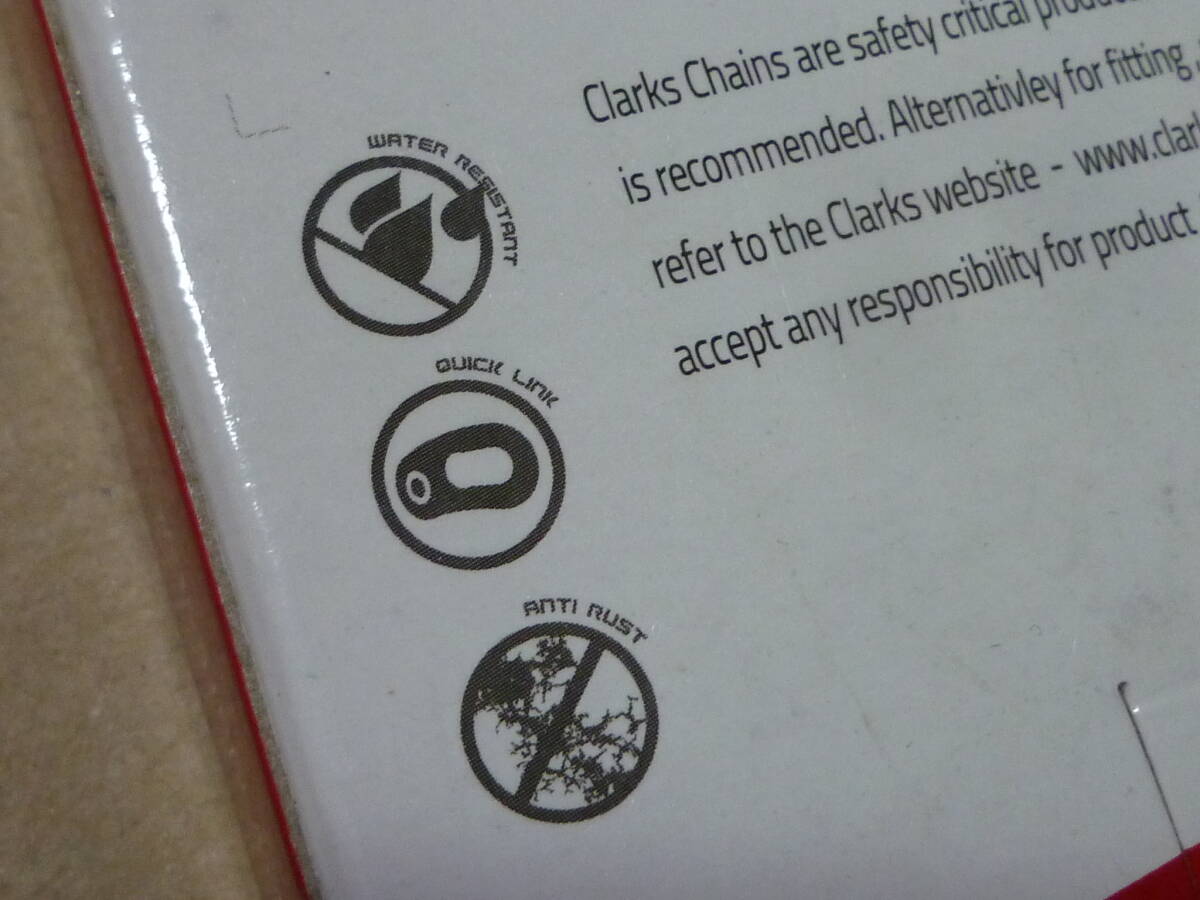 Clarks Chains are safety critical
is recommended. Alternativley for fitting
refer to the Clarks website - www.clar
accept any responsibility for product
WATER RESISTANT
QUICK LINK
ANTI RUST